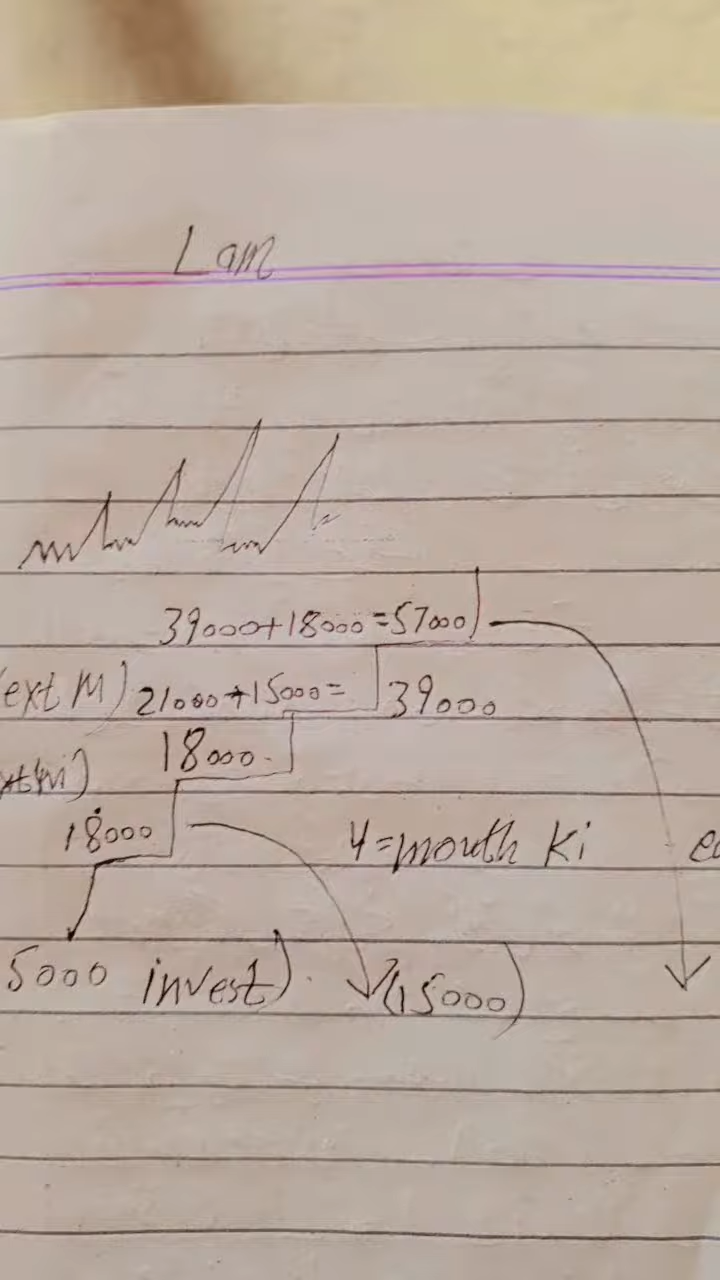 Lam
39000+18000=57000
ext M) 21000+15000= 39000
18000
18000
4=mouth Ki
5000 invest) (15000)